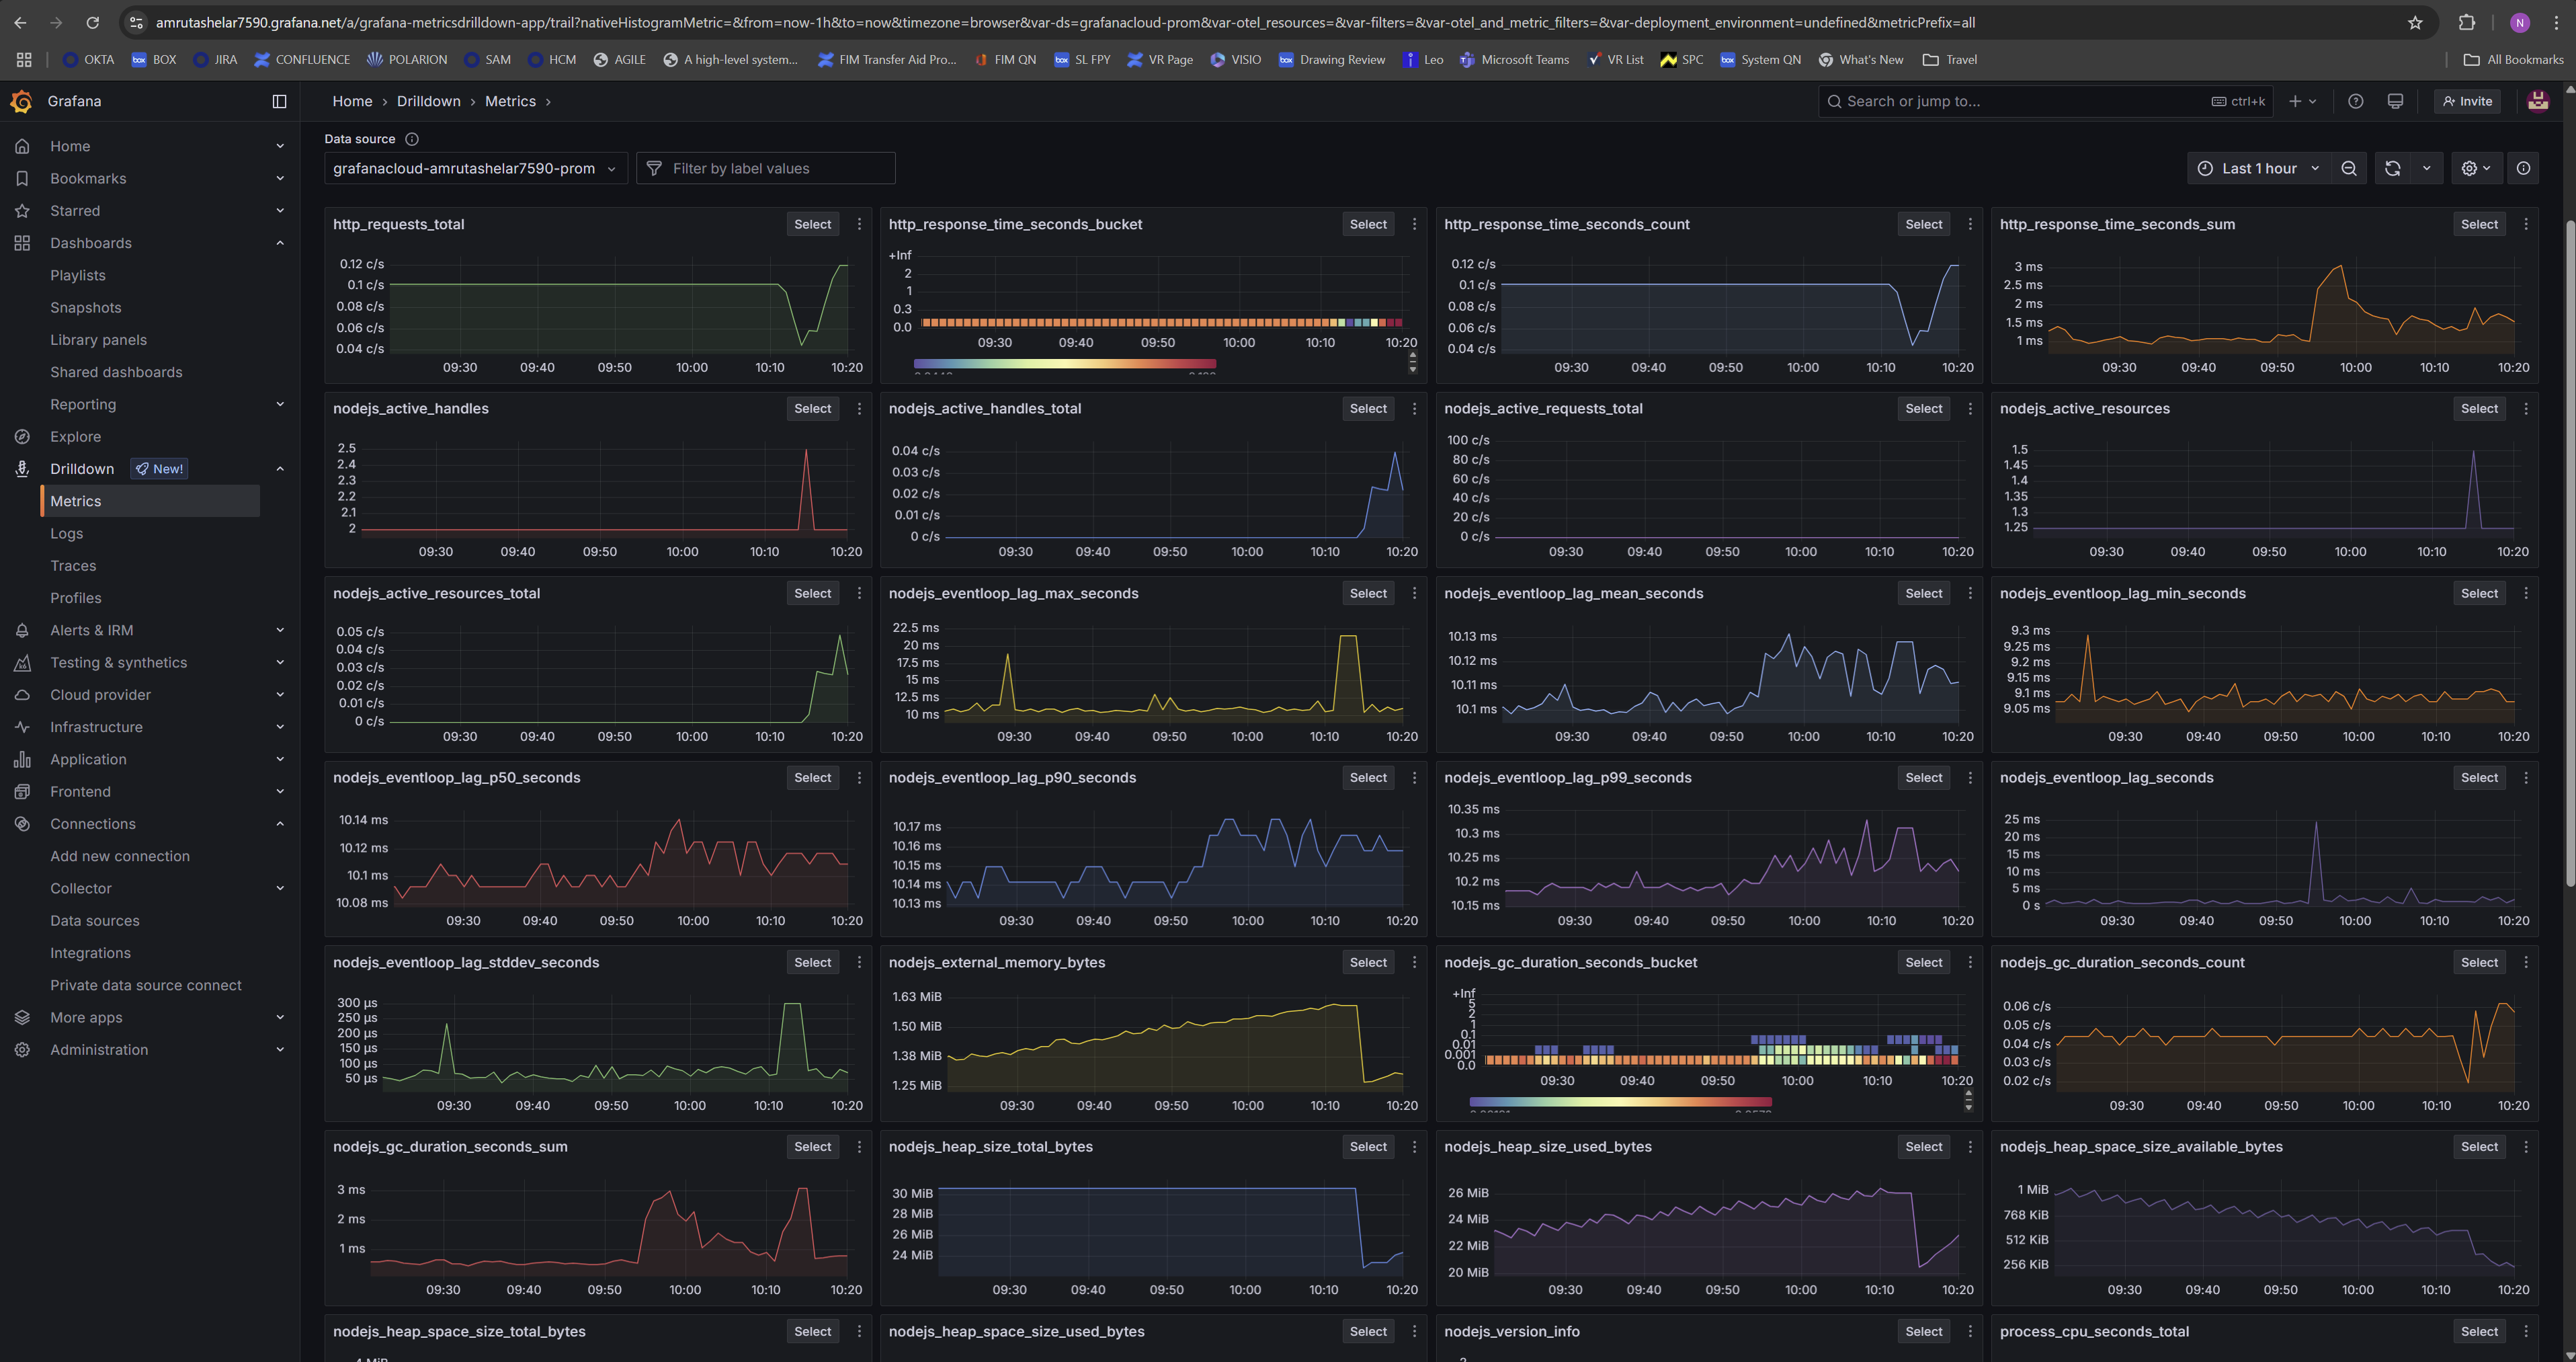 amrutashelar7590.grafana.net/a/grafana-metricsdrilldown-app/trail?nativeHistogramMetric=&from=now-1h&to=now&timezone=browser&var-ds=grafanacloud-prom&var-otel_resources=&var-filters=&var-otel_and_metric_filters=&var-deployment_environment=undefined&metricPrefix=all N
OKTA box BOX JIRA CONFLUENCE POLARION SAM HCM AGILE A high-level system... FIM Transfer Aid Pro... FIM QN box SL FPY VR Page VISIO box Drawing Review Leo Microsoft Teams VR List SPC box System QN What's New Travel All Bookmarks
Grafana
Home › Drilldown › Metrics ›
Search or jump to... ctrl+k
Invite
Home
Bookmarks
Starred
Dashboards
Playlists
Snapshots
Library panels
Shared dashboards
Reporting
Explore
Drilldown New!
Metrics
Logs
Traces
Profiles
Alerts & IRM
Testing & synthetics
Cloud provider
Infrastructure
Application
Frontend
Connections
Add new connection
Collector
Data sources
Integrations
Private data source connect
More apps
Administration
Data source
grafanacloud-amrutashelar7590-prom Filter by label values Last 1 hour
http_requests_total Select
0.12 c/s
0.1 c/s
0.08 c/s
0.06 c/s
0.04 c/s
09:30 09:40 09:50 10:00 10:10 10:20
http_response_time_seconds_bucket Select
+Inf
2
1
0.3
0.0
09:30 09:40 09:50 10:00 10:10 10:20
http_response_time_seconds_count Select
0.12 c/s
0.1 c/s
0.08 c/s
0.06 c/s
0.04 c/s
09:30 09:40 09:50 10:00 10:10 10:20
http_response_time_seconds_sum Select
3 ms
2.5 ms
2 ms
1.5 ms
1 ms
09:30 09:40 09:50 10:00 10:10 10:20
nodejs_active_handles Select
2.5
2.4
2.3
2.2
2.1
2
09:30 09:40 09:50 10:00 10:10 10:20
nodejs_active_handles_total Select
0.04 c/s
0.03 c/s
0.02 c/s
0.01 c/s
0 c/s
09:30 09:40 09:50 10:00 10:10 10:20
nodejs_active_requests_total Select
100 c/s
80 c/s
60 c/s
40 c/s
20 c/s
0 c/s
09:30 09:40 09:50 10:00 10:10 10:20
nodejs_active_resources Select
1.5
1.45
1.4
1.35
1.3
1.25
09:30 09:40 09:50 10:00 10:10 10:20
nodejs_active_resources_total Select
0.05 c/s
0.04 c/s
0.03 c/s
0.02 c/s
0.01 c/s
0 c/s
09:30 09:40 09:50 10:00 10:10 10:20
nodejs_eventloop_lag_max_seconds Select
22.5 ms
20 ms
17.5 ms
15 ms
12.5 ms
10 ms
09:30 09:40 09:50 10:00 10:10 10:20
nodejs_eventloop_lag_mean_seconds Select
10.13 ms
10.12 ms
10.11 ms
10.1 ms
09:30 09:40 09:50 10:00 10:10 10:20
nodejs_eventloop_lag_min_seconds Select
9.3 ms
9.25 ms
9.2 ms
9.15 ms
9.1 ms
9.05 ms
09:30 09:40 09:50 10:00 10:10 10:20
nodejs_eventloop_lag_p50_seconds Select
10.14 ms
10.12 ms
10.1 ms
10.08 ms
09:30 09:40 09:50 10:00 10:10 10:20
nodejs_eventloop_lag_p90_seconds Select
10.17 ms
10.16 ms
10.15 ms
10.14 ms
10.13 ms
09:30 09:40 09:50 10:00 10:10 10:20
nodejs_eventloop_lag_p99_seconds Select
10.35 ms
10.3 ms
10.25 ms
10.2 ms
10.15 ms
09:30 09:40 09:50 10:00 10:10 10:20
nodejs_eventloop_lag_seconds Select
25 ms
20 ms
15 ms
10 ms
5 ms
0 s
09:30 09:40 09:50 10:00 10:10 10:20
nodejs_eventloop_lag_stddev_seconds Select
300 µs
250 µs
200 µs
150 µs
100 µs
50 µs
09:30 09:40 09:50 10:00 10:10 10:20
nodejs_external_memory_bytes Select
1.63 MiB
1.50 MiB
1.38 MiB
1.25 MiB
09:30 09:40 09:50 10:00 10:10 10:20
nodejs_gc_duration_seconds_bucket Select
+Inf
5
2
1
0.1
0.01
0.001
0.0
09:30 09:40 09:50 10:00 10:10 10:20
nodejs_gc_duration_seconds_count Select
0.06 c/s
0.05 c/s
0.04 c/s
0.03 c/s
0.02 c/s
09:30 09:40 09:50 10:00 10:10 10:20
nodejs_gc_duration_seconds_sum Select
3 ms
2 ms
1 ms
09:30 09:40 09:50 10:00 10:10 10:20
nodejs_heap_size_total_bytes Select
30 MiB
28 MiB
26 MiB
24 MiB
09:30 09:40 09:50 10:00 10:10 10:20
nodejs_heap_size_used_bytes Select
26 MiB
24 MiB
22 MiB
20 MiB
09:30 09:40 09:50 10:00 10:10 10:20
nodejs_heap_space_size_available_bytes Select
1 MiB
768 KiB
512 KiB
256 KiB
09:30 09:40 09:50 10:00 10:10 10:20
nodejs_heap_space_size_total_bytes Select
4 MiB
nodejs_heap_space_size_used_bytes Select
nodejs_version_info Select
2
process_cpu_seconds_total Select